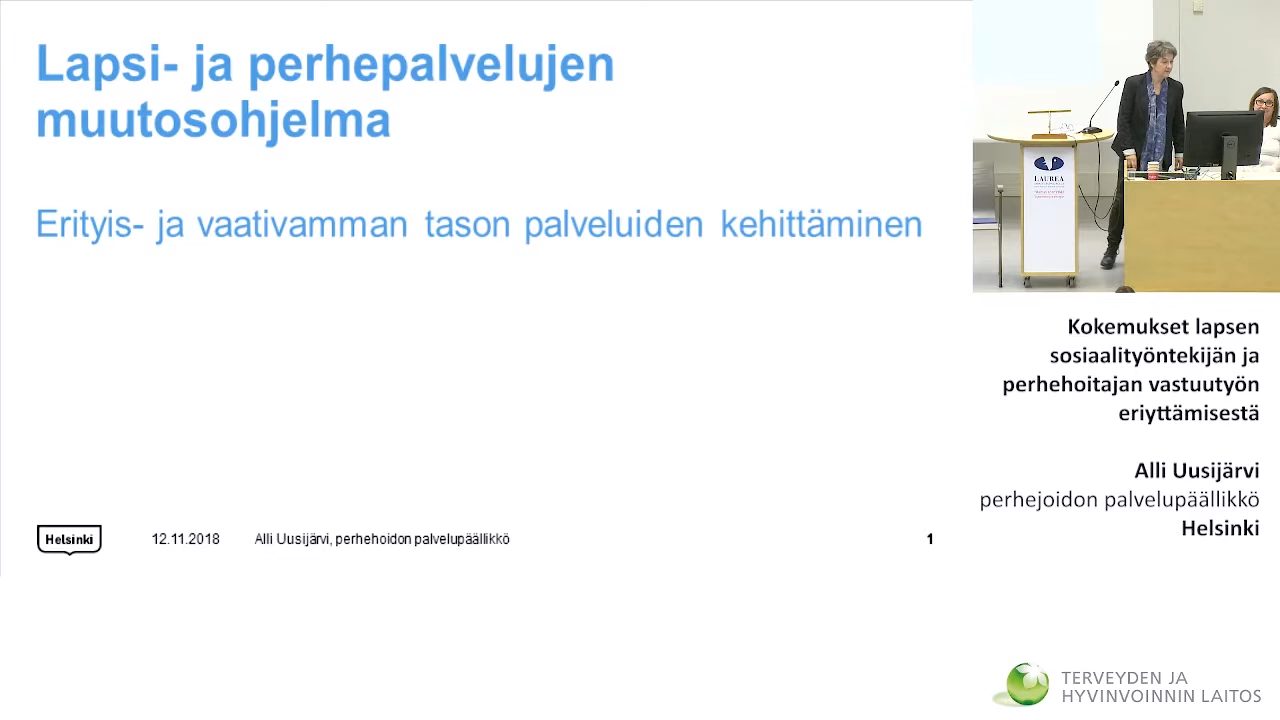 Lapsi- ja perhepalvelujen
muutosohjelma
Erityis- ja vaativamman tason palveluiden kehittäminen
Helsinki
12.11.2018
Alli Uusijärvi, perhehoidon palvelupäällikkö
1
LAUREA
Kokemukset lapsen
sosiaalityöntekijän ja
perhehoitajan vastuutyön
eriyttämisestä
Alli Uusijärvi
perhejoidon palvelupäällikkö
Helsinki
TERVEYDEN JA
HYVINVOINNIN LAITOS